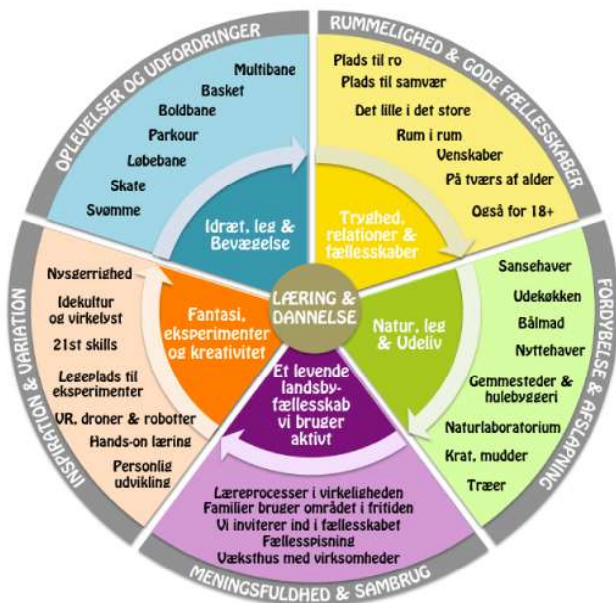 OPLEVELSER OG UDFORDRINGER
Multibane
Basket
Boldbane
Parkour
Løbebane
Skate
Svømme
Idræt, leg &
Bevægelse
RUMMELIGHED & GODE FÆLLESSKABER
Plads til ro
Plads til samvær
Det lille i det store
Rum i rum
Venskaber
På tværs af alder
Også for 18+
Tryghed,
relationer &
fællesskaber
FORDYBELSE & AFSLAPNING
Sansehaver
Udekøkken
Bålmad
Nyttehaver
Gemmesteder &
hulebyggeri
Naturlaboratorium
Krat, mudder
Træer
Natur, leg
& Udeliv
MENINGSFULDHED & SAMBRUG
Et levende
landsby-
fællesskab
vi bruger
aktivt
Læreprocesser i virkeligheden
Familier bruger området i fritiden
Vi inviterer ind i fællesskabet
Fællesspisning
Væksthus med virksomheder
INSPIRATION & VARIATION
Nysgerrighed
Idekultur
og virkelyst
21st skills
Legeplads til
eksperimenter
VR, droner & robotter
Hands-on læring
Personlig
udvikling
Fantasi,
eksperimenter
og kreativitet
LÆRING &
DANNELSE